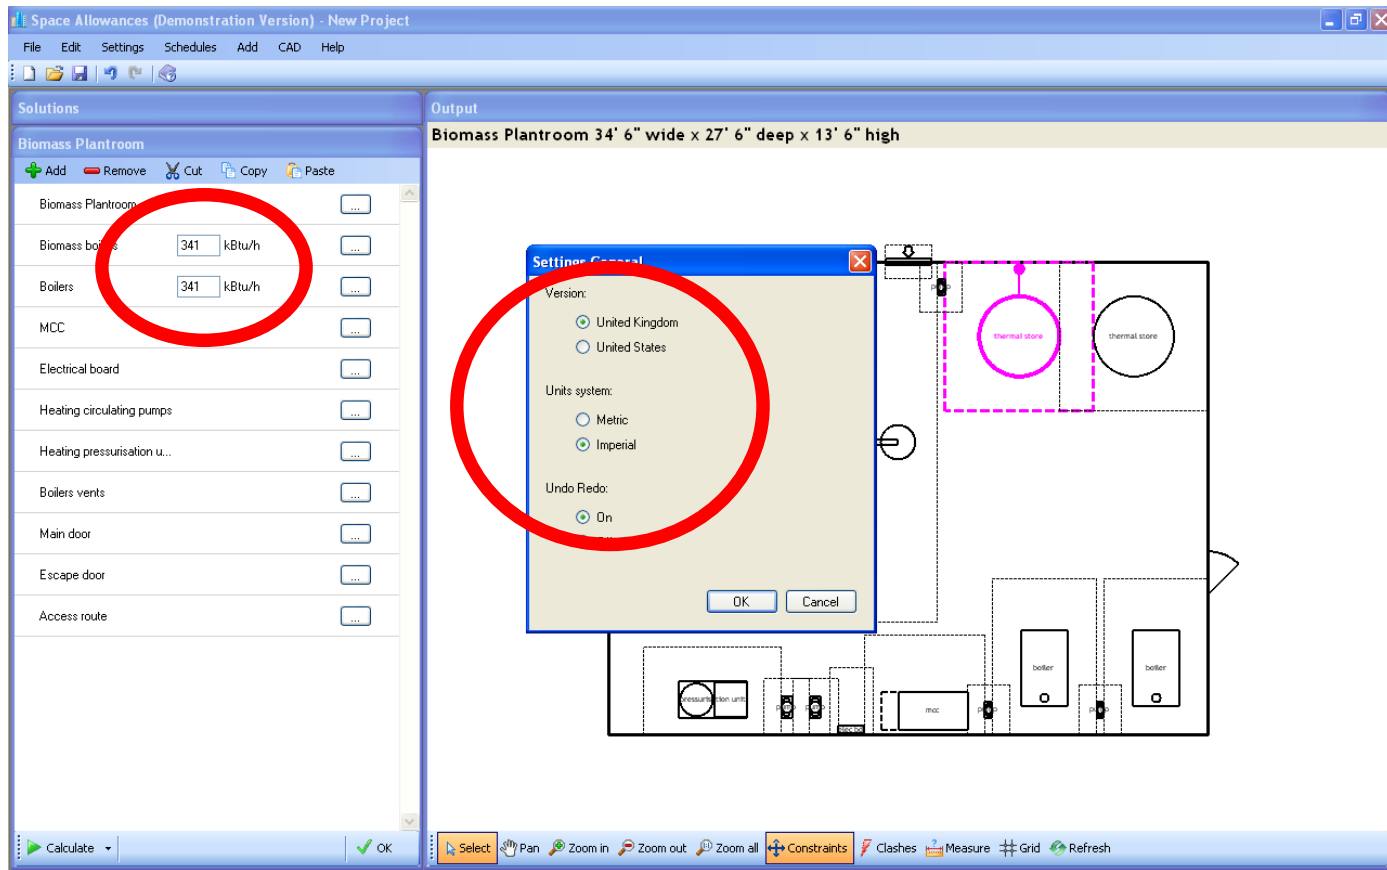 Space Allowances (Demonstration Version) - New Project
File Edit Settings Schedules Add CAD Help
Solutions
Biomass Plantroom
Add Remove Cut Copy Paste
Biomass Plantroom
...
Biomass boilers 341 kBtu/h ...
Boilers 341 kBtu/h ...
MCC ...
Electrical board ...
Heating circulating pumps ...
Heating pressurisation u... ...
Boilers vents ...
Main door ...
Escape door ...
Access route ...
Calculate OK
Output
Biomass Plantroom 34' 6" wide x 27' 6" deep x 13' 6" high
Settings General
Version:
United Kingdom
United States
Units system:
Metric
Imperial
Undo Redo:
On
OK Cancel
thermal store thermal store
boiler boiler
mcc
Select Pan Zoom in Zoom out Zoom all Constraints Clashes Measure Grid Refresh